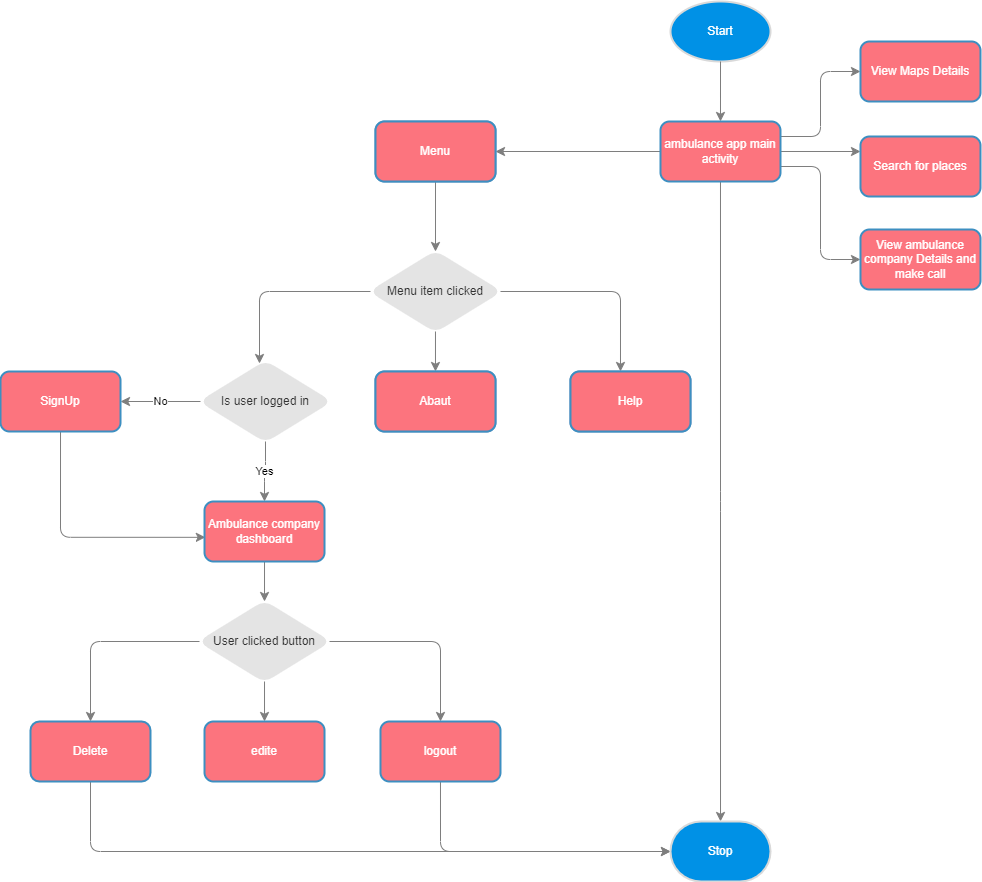 Start
View Maps Details
Menu
ambulance app main
activity
Search for places
View ambulance
company Details and
make call
Menu item clicked
SignUp
No
Is user logged in
Abaut
Help
Yes
Ambulance company
dashboard
User clicked button
Delete
edite
logout
Stop